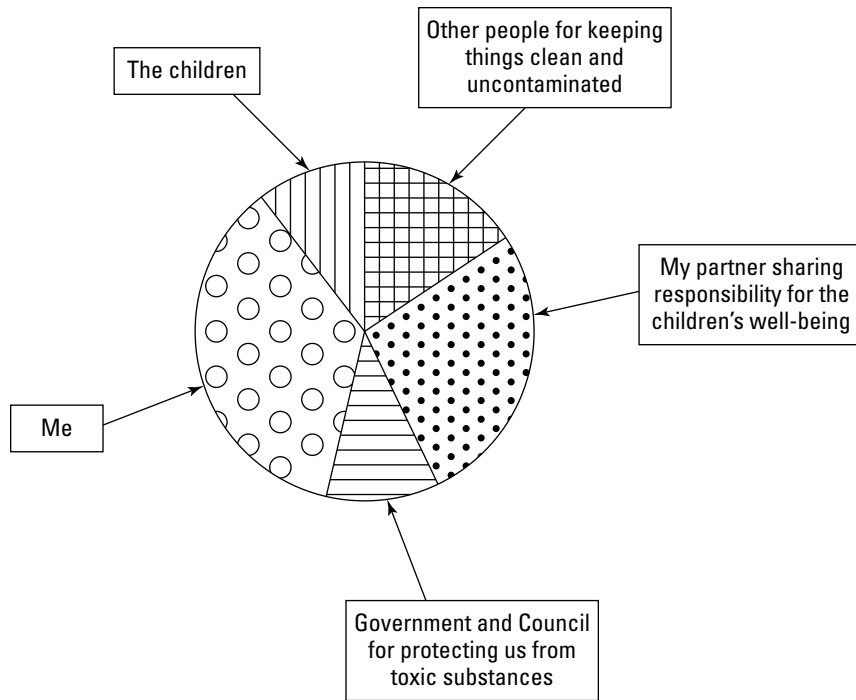 Other people for keeping
things clean and
uncontaminated
The children
My partner sharing
responsibility for the
children's well-being
Me
Government and Council
for protecting us from
toxic substances